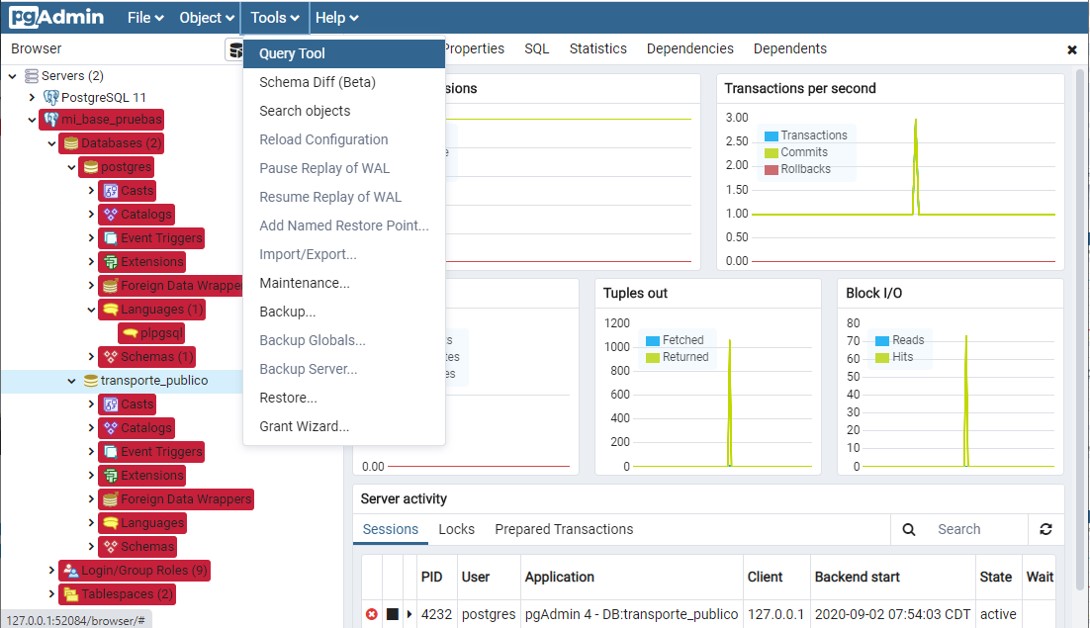 pgAdmin File Object Tools Help
Browser
Properties SQL Statistics Dependencies Dependents
Servers (2)
PostgreSQL 11
mi_base_pruebas
Databases (2)
postgres
Casts
Catalogs
Event Triggers
Extensions
Foreign Data Wrappe
Languages (1)
plpgsql
Schemas (1)
transporte_publico
Casts
Catalogs
Event Triggers
Extensions
Foreign Data Wrappers
Languages
Schemas
Login/Group Roles (9)
Tablespaces (2)
127.0.0.1:52084/browser/#
Query Tool
Schema Diff (Beta)
Search objects
Reload Configuration
Pause Replay of WAL
Resume Replay of WAL
Add Named Restore Point...
Import/Export...
Maintenance...
Backup...
Backup Globals...
Backup Server...
Restore...
Grant Wizard...
sions
e
Transactions per second
3.00
2.50
2.00
1.50
1.00
0.50
0.00
Transactions
Commits
Rollbacks
s
tes
es
0.00
Tuples out
1200
1000
800
600
400
200
0
Fetched
Returned
Block I/O
80
70
60
50
40
30
20
10
0
Reads
Hits
Server activity
Sessions Locks Prepared Transactions Search
PID User Application Client Backend start State Wait
4232 postgres pgAdmin 4 - DB:transporte_publico 127.0.0.1 2020-09-02 07:54:03 CDT active